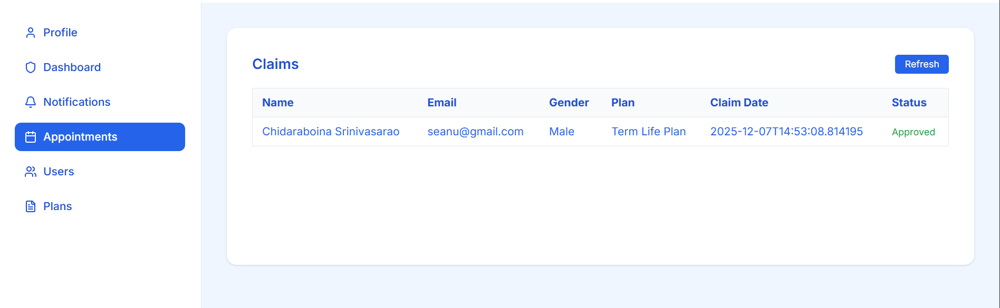 Profile
Dashboard
Notifications
Appointments
Users
Plans
Claims
Refresh
Name Email Gender Plan Claim Date Status
Chidaraboina Srinivasarao seanu@gmail.com Male Term Life Plan 2025-12-07T14:53:08.814195 Approved